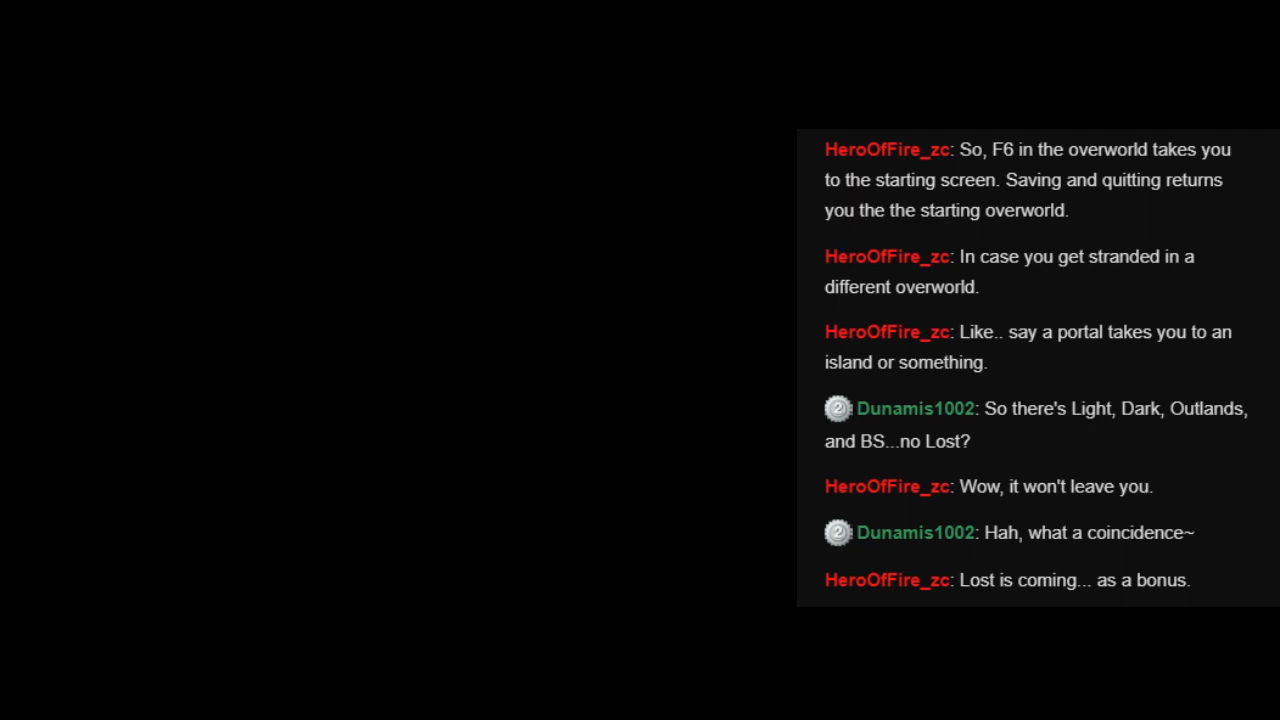 HeroOfFire_zc: So, F6 in the overworld takes you
to the starting screen. Saving and quitting returns
you the the starting overworld.
HeroOfFire_zc: In case you get stranded in a
different overworld.
HeroOfFire_zc: Like.. say a portal takes you to an
island or something.
2 Dunamis1002: So there's Light, Dark, Outlands,
and BS...no Lost?
HeroOfFire_zc: Wow, it won't leave you.
2 Dunamis1002: Hah, what a coincidence~
HeroOfFire_zc: Lost is coming... as a bonus.